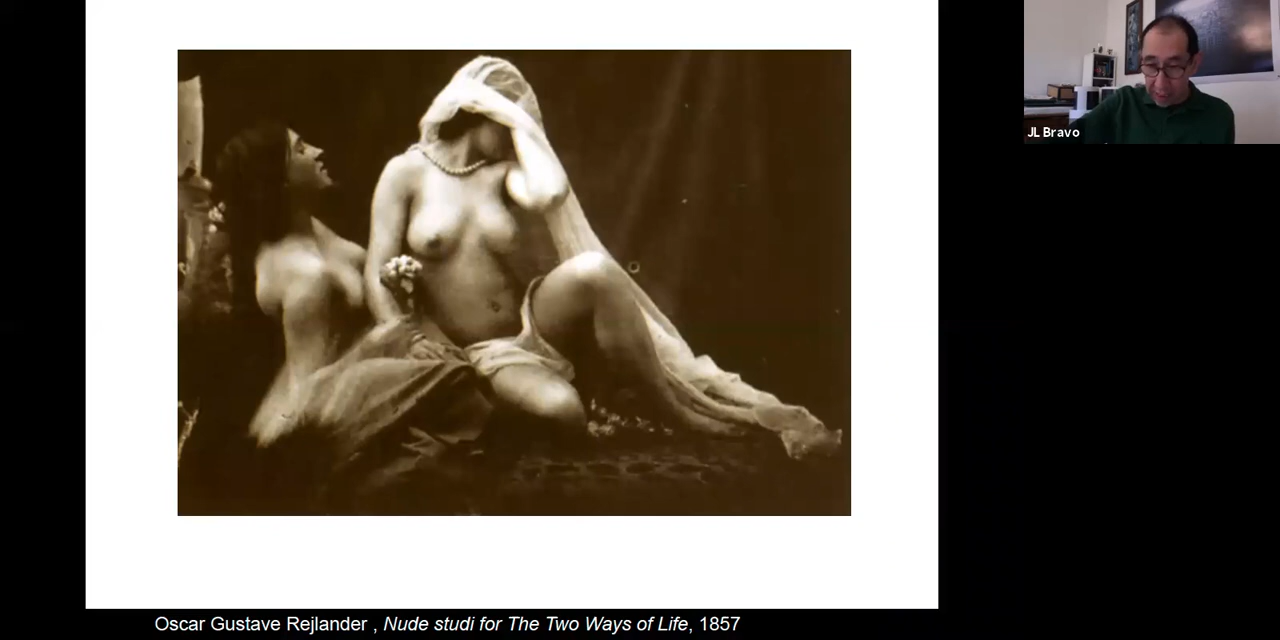 JL Bravo
Oscar Gustave Rejlander , Nude studi for The Two Ways of Life, 1857